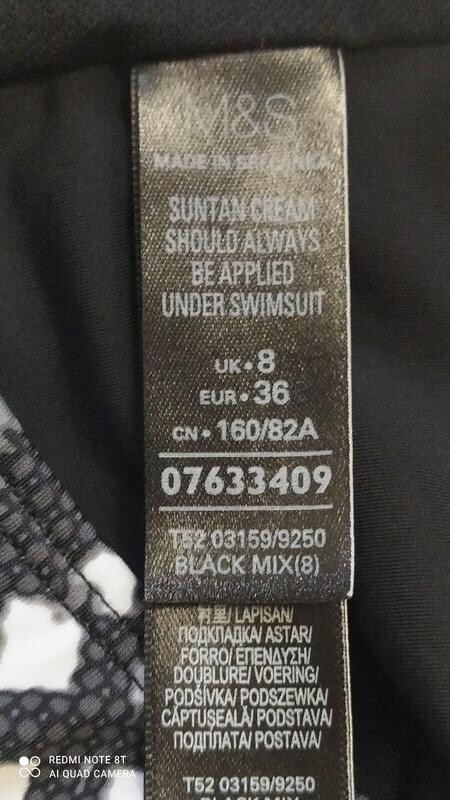 M&S
MADE IN SRI LANKA
SUNTAN CREAM
SHOULD ALWAYS
BE APPLIED
UNDER SWIMSUIT
UK•8
EUR•36
CN•160/82A
07633409
T52 03159/9250
BLACK MIX(8)
衬里/ LAPISAN/
ПОДКЛАДКА/ ASTAR/
FORRO/ ΕΠΕΝΔΥΣΗ/
DOUBLURE/ VOERING/
PODŠÍVKA/ PODSZEWKA/
CĂPTUŞEALĂ/ PODSTAVA/
ПОДПЛАТА/ POSTAVA/
T52 03159/9250
REDMI NOTE 8T
AI QUAD CAMERA